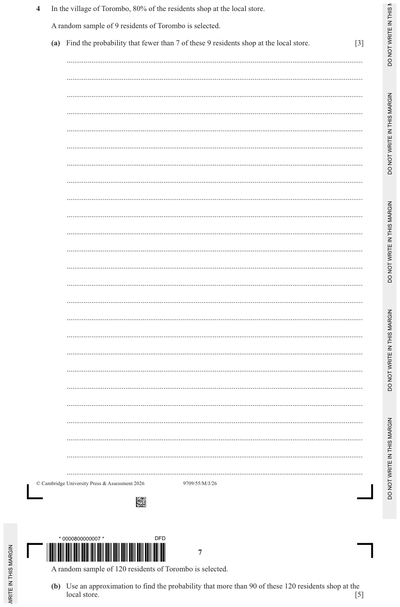 4 In the village of Torombo, 80% of the residents shop at the local store.
A random sample of 9 residents of Torombo is selected.
(a) Find the probability that fewer than 7 of these 9 residents shop at the local store. [3]
DO NOT WRITE IN THIS MARGIN
DO NOT WRITE IN THIS MARGIN
DO NOT WRITE IN THIS MARGIN
DO NOT WRITE IN THIS MARGIN
DO NOT WRITE IN THIS MARGIN
© Cambridge University Press & Assessment 2026 9709/55/M/J/26
* 0000800000007 * DFD
7
A random sample of 120 residents of Torombo is selected.
(b) Use an approximation to find the probability that more than 90 of these 120 residents shop at the
local store. [5]
WRITE IN THIS MARGIN